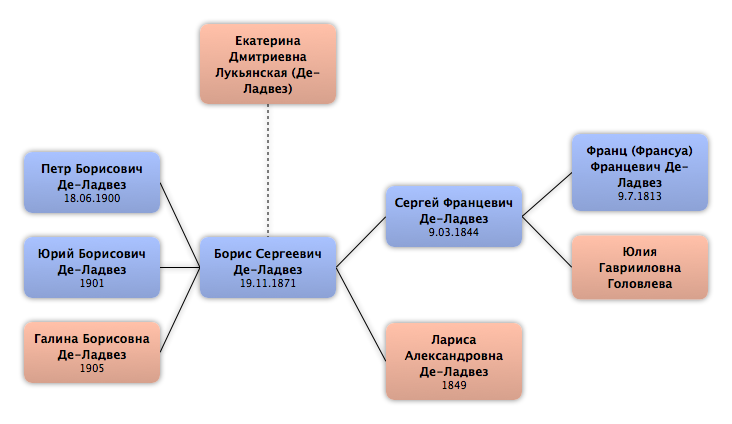 Екатерина
Дмитриевна
Лукьянская (Де-
Ладвез)
Петр Борисович
Де-Ладвез
18.06.1900
Юрий Борисович
Де-Ладвез
1901
Галина Борисовна
Де-Ладвез
1905
Борис Сергеевич
Де-Ладвез
19.11.1871
Сергей Францевич
Де-Ладвез
9.03.1844
Лариса
Александровна
Де-Ладвез
1849
Франц (Франсуа)
Францевич Де-
Ладвез
9.7.1813
Юлия
Гаврииловна
Головлева